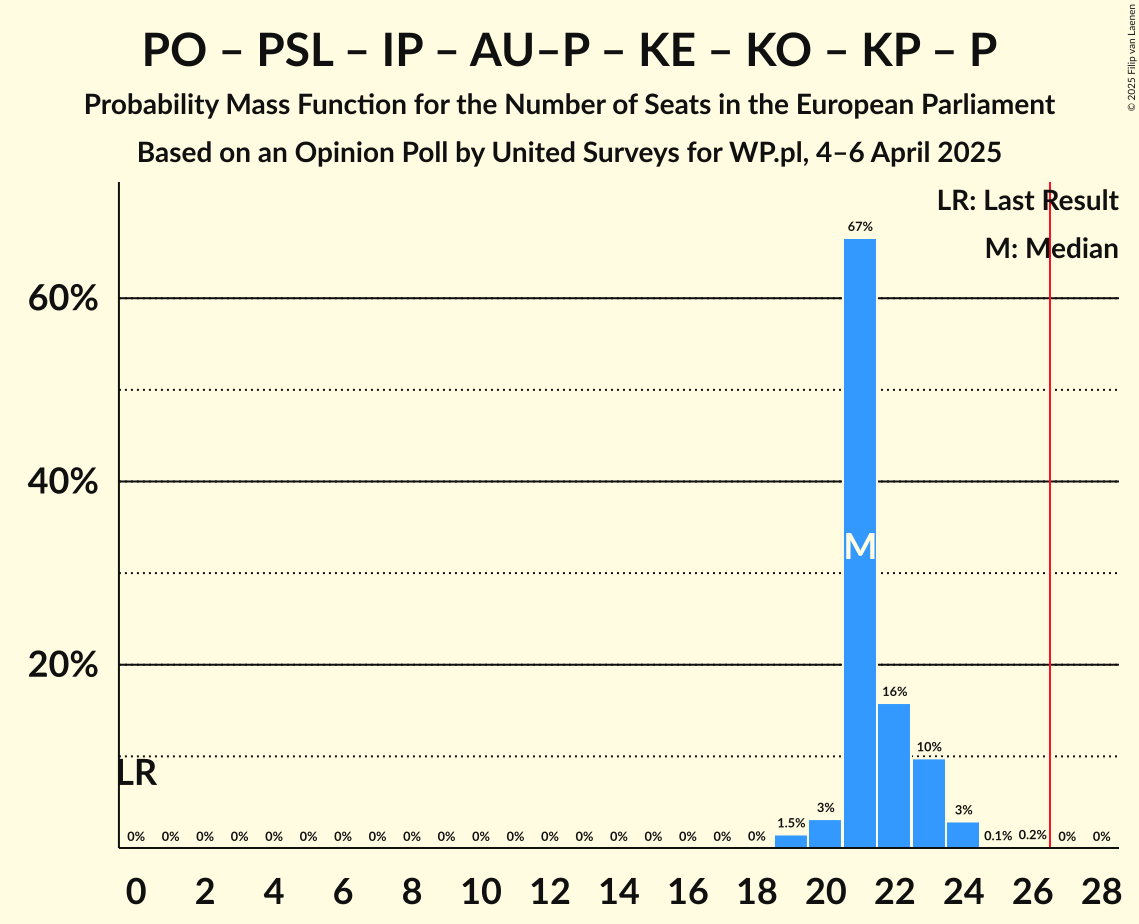 PO – PSL – IP – AU–P – KE – KO – KP – P
Probability Mass Function for the Number of Seats in the European Parliament
Based on an Opinion Poll by United Surveys for WP.pl, 4–6 April 2025
© 2025 Filip van Laenen
LR: Last Result
M: Median
60%
40%
20%
67%
M
16%
10%
LR
0% 0% 0% 0% 0% 0% 0% 0% 0% 0% 0% 0% 0% 0% 0% 0% 0% 0% 0% 1.5% 3% 3% 0.1% 0.2% 0% 0%
0 2 4 6 8 10 12 14 16 18 20 22 24 26 28